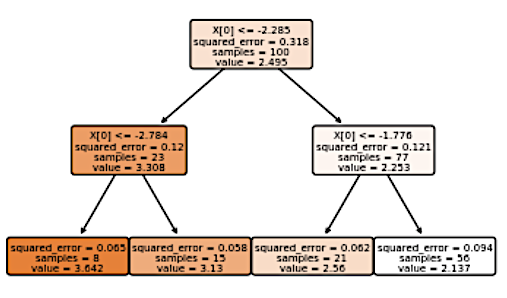 X[0] <= -2.285
squared_error = 0.318
samples = 100
value = 2.495
X[0] <= -2.784
squared_error = 0.12
samples = 23
value = 3.308
X[0] <= -1.776
squared_error = 0.121
samples = 77
value = 2.253
squared_error = 0.065
samples = 8
value = 3.642
squared_error = 0.058
samples = 15
value = 3.13
squared_error = 0.062
samples = 21
value = 2.56
squared_error = 0.094
samples = 56
value = 2.137